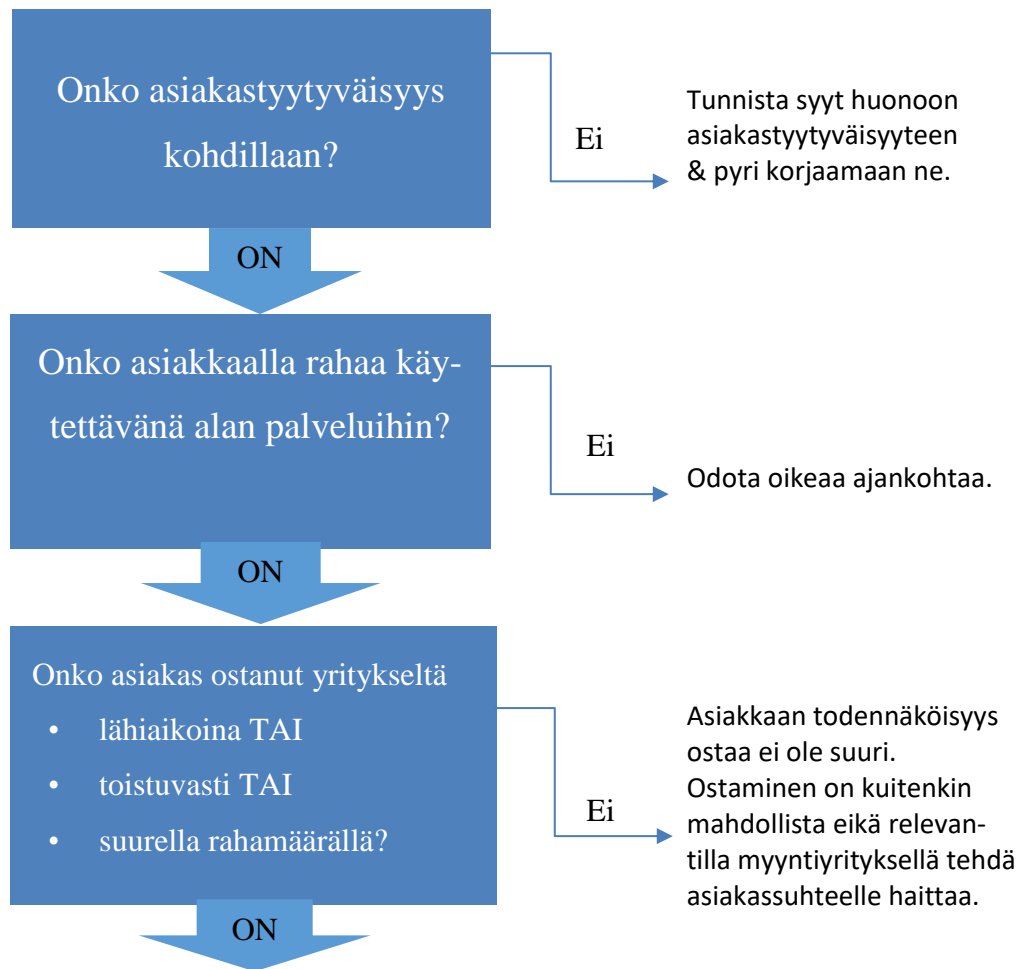 Onko asiakastyytyväisyys
kohdillaan?
Ei
Tunnista syyt huonoon
asiakastyytyväisyyteen
& pyri korjaamaan ne.
ON
Onko asiakkaalla rahaa käy-
tettävänä alan palveluihin?
Ei
Odota oikeaa ajankohtaa.
ON
Onko asiakas ostanut yritykseltä
• lähiaikoina TAI
• toistuvasti TAI
• suurella rahamäärällä?
Ei
Asiakkaan todennäköisyys
ostaa ei ole suuri.
Ostaminen on kuitenkin
mahdollista eikä relevan-
tilla myyntiyrityksellä tehdä
asiakassuhteelle haittaa.
ON